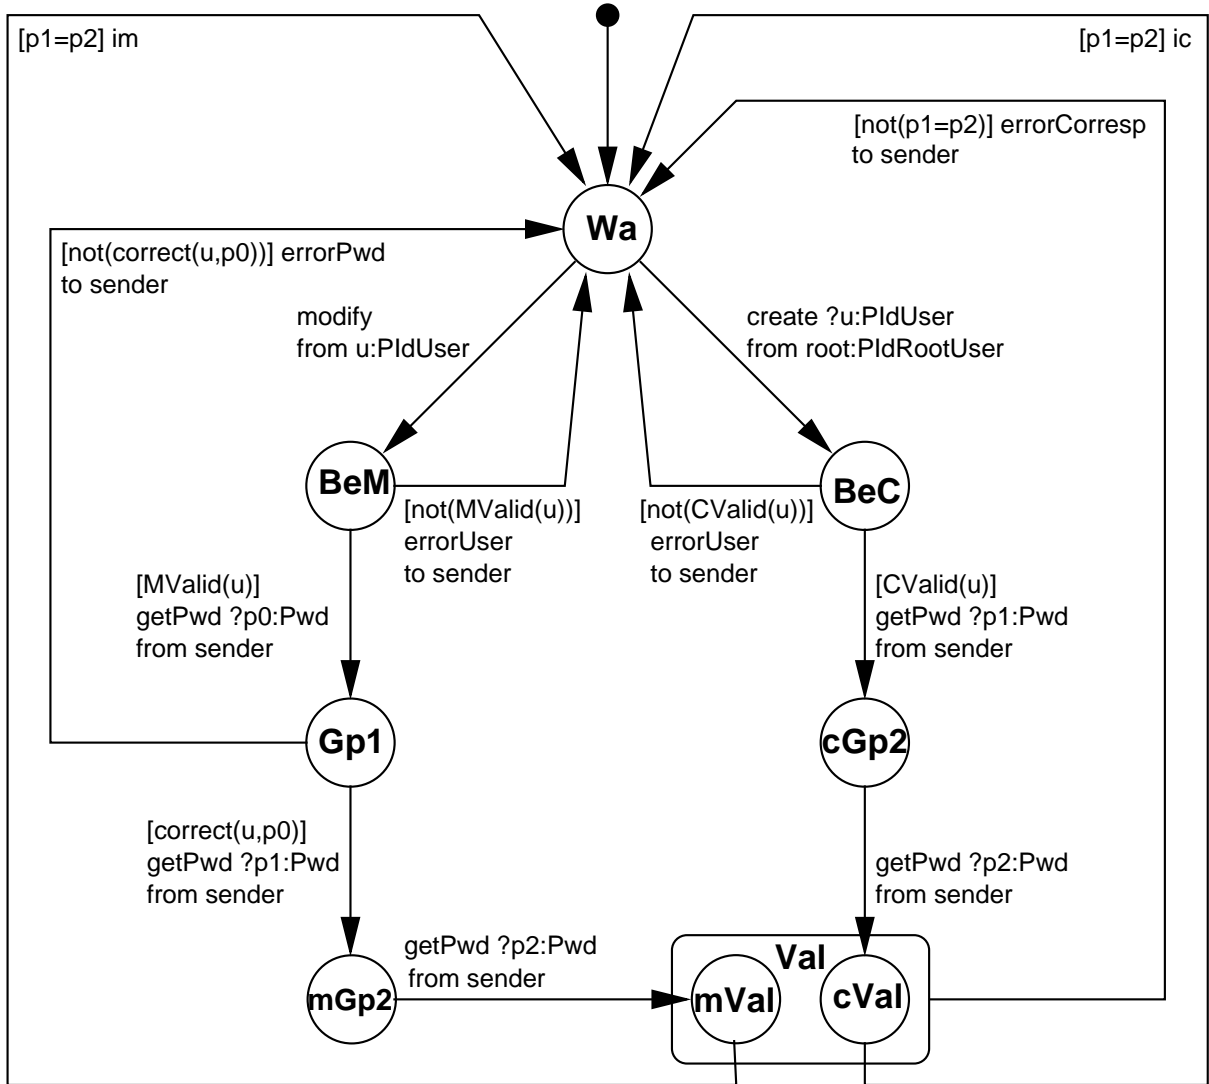 [p1=p2] im
[p1=p2] ic
[not(p1=p2)] errorCorresp
to sender
Wa
[not(correct(u,p0))] errorPwd
to sender
modify
from u:PIdUser
create ?u:PIdUser
from root:PIdRootUser
BeM
BeC
[not(MValid(u))]
errorUser
to sender
[not(CValid(u))]
errorUser
to sender
[MValid(u)]
getPwd ?p0:Pwd
from sender
[CValid(u)]
getPwd ?p1:Pwd
from sender
Gp1
cGp2
[correct(u,p0)]
getPwd ?p1:Pwd
from sender
getPwd ?p2:Pwd
from sender
getPwd ?p2:Pwd
from sender
Val
mGp2
mVal
cVal